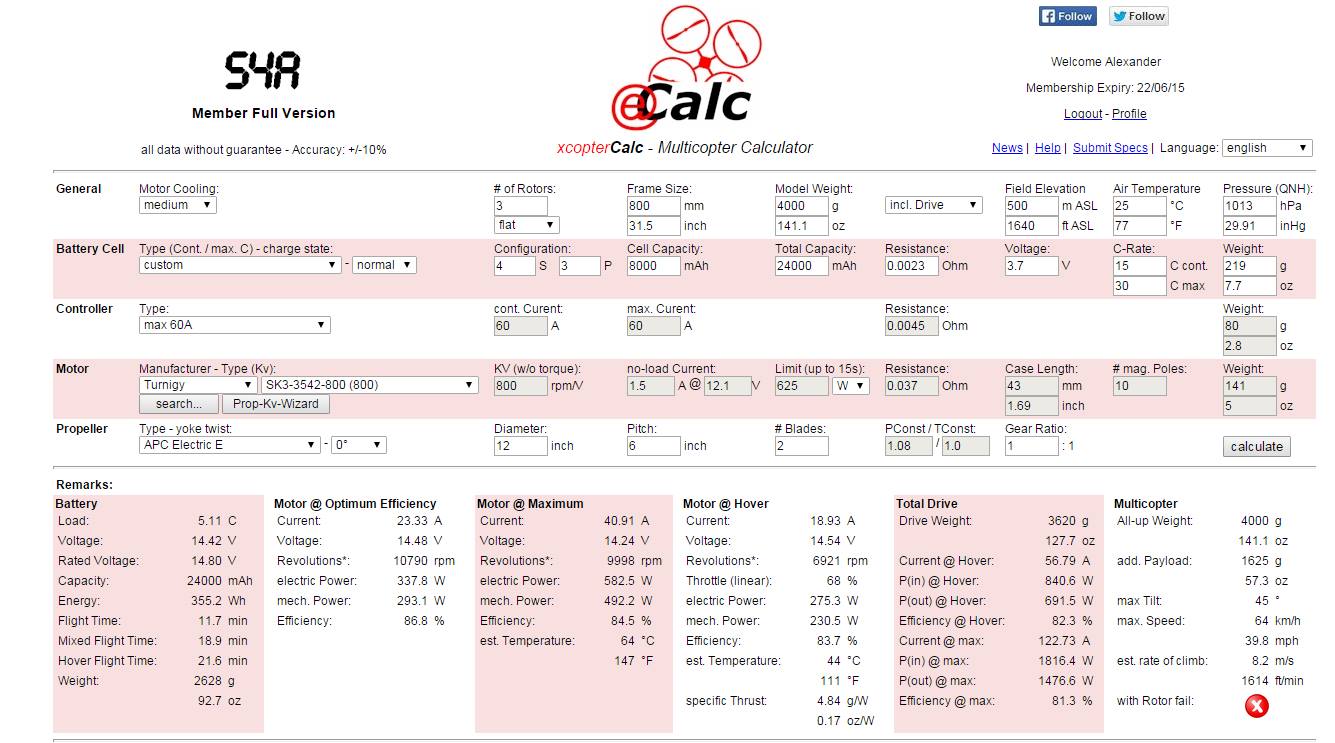 Follow Follow
S4A
Member Full Version
all data without guarantee - Accuracy: +/-10%
@Calc
xcopterCalc - Multicopter Calculator
Welcome Alexander
Membership Expiry: 22/06/15
Logout - Profile
News | Help | Submit Specs | Language: english
General Motor Cooling: # of Rotors: Frame Size: Model Weight: Field Elevation Air Temperature Pressure (QNH):
medium 3 800 mm 4000 g incl. Drive 500 m ASL 25 °C 1013 hPa
flat 31.5 inch 141.1 oz 1640 ft ASL 77 °F 29.91 inHg
Battery Cell Type (Cont. / max. C) - charge state: Configuration: Cell Capacity: Total Capacity: Resistance: Voltage: C-Rate: Weight:
custom - normal 4 S 3 P 8000 mAh 24000 mAh 0.0023 Ohm 3.7 V 15 C cont. 219 g
30 C max 7.7 oz
Controller Type: cont. Curent: max. Curent: Resistance: Weight:
max 60A 60 A 60 A 0.0045 Ohm 80 g
2.8 oz
Motor Manufacturer - Type (Kv): KV (w/o torque): no-load Current: Limit (up to 15s): Resistance: Case Length: # mag. Poles: Weight:
Turnigy SK3-3542-800 (800) 800 rpm/V 1.5 A @ 12.1 V 625 W 0.037 Ohm 43 mm 10 141 g
search... Prop-Kv-Wizard 1.69 inch 5 oz
Propeller Type - yoke twist: Diameter: Pitch: # Blades: PConst / TConst: Gear Ratio:
APC Electric E - 0° 12 inch 6 inch 2 1.08 / 1.0 1 : 1 calculate
Remarks:
Battery Motor @ Optimum Efficiency Motor @ Maximum Motor @ Hover Total Drive Multicopter
Load: 5.11 C Current: 23.33 A Current: 40.91 A Current: 18.93 A Drive Weight: 3620 g All-up Weight: 4000 g
Voltage: 14.42 V Voltage: 14.48 V Voltage: 14.24 V Voltage: 14.54 V 127.7 oz 141.1 oz
Rated Voltage: 14.80 V Revolutions*: 10790 rpm Revolutions*: 9998 rpm Revolutions*: 6921 rpm Current @ Hover: 56.79 A add. Payload: 1625 g
Capacity: 24000 mAh electric Power: 337.8 W electric Power: 582.5 W Throttle (linear): 68 % P(in) @ Hover: 840.6 W 57.3 oz
Energy: 355.2 Wh mech. Power: 293.1 W mech. Power: 492.2 W electric Power: 275.3 W P(out) @ Hover: 691.5 W max Tilt: 45 °
Flight Time: 11.7 min Efficiency: 86.8 % Efficiency: 84.5 % mech. Power: 230.5 W Efficiency @ Hover: 82.3 % max. Speed: 64 km/h
Mixed Flight Time: 18.9 min est. Temperature: 64 °C Efficiency: 83.7 % Current @ max: 122.73 A 39.8 mph
Hover Flight Time: 21.6 min 147 °F est. Temperature: 44 °C P(in) @ max: 1816.4 W est. rate of climb: 8.2 m/s
Weight: 2628 g 111 °F P(out) @ max: 1476.6 W 1614 ft/min
92.7 oz specific Thrust: 4.84 g/W Efficiency @ max: 81.3 % with Rotor fail:
0.17 oz/W